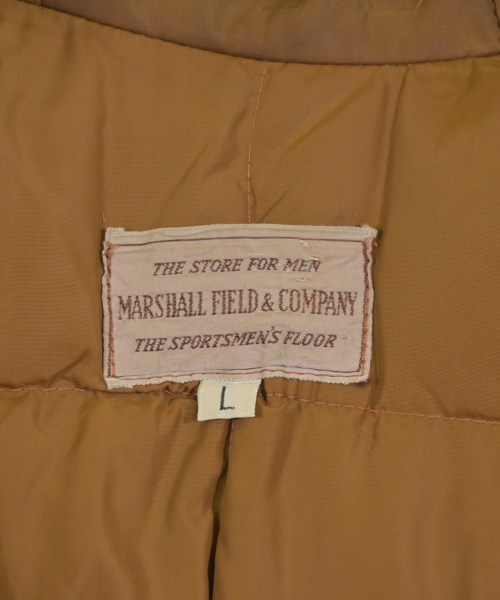 THE STORE FOR MEN
MARSHALL FIELD & COMPANY
THE SPORTSMEN'S FLOOR
L